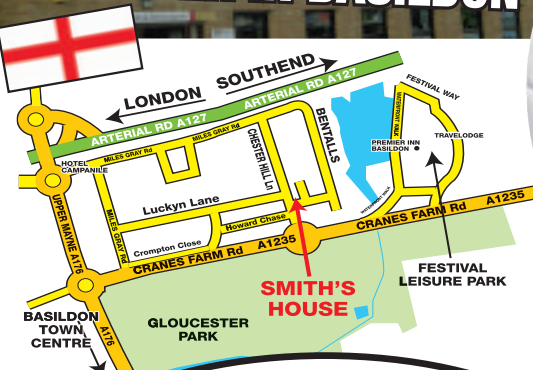 BASILDON
LONDON
SOUTHEND
ARTERIAL RD A127
ARTERIAL RD A127
MILES GRAY Rd
MILES GRAY Rd
HOTEL
CAMPANILE
CHESTER HILL Ln
BENTALLS
FESTIVAL WAY
WATERFRONT WALK
TRAVELODGE
PREMIER INN
BASILDON
UPPER MAYNE A176
MILES GRAY Rd
Luckyn Lane
Howard Chase
Crompton Close
WATERFRONT WALK
CRANES FARM Rd A1235
CRANES FARM Rd A1235
SMITH'S
HOUSE
FESTIVAL
LEISURE PARK
BASILDON
TOWN
CENTRE
A176
GLOUCESTER
PARK